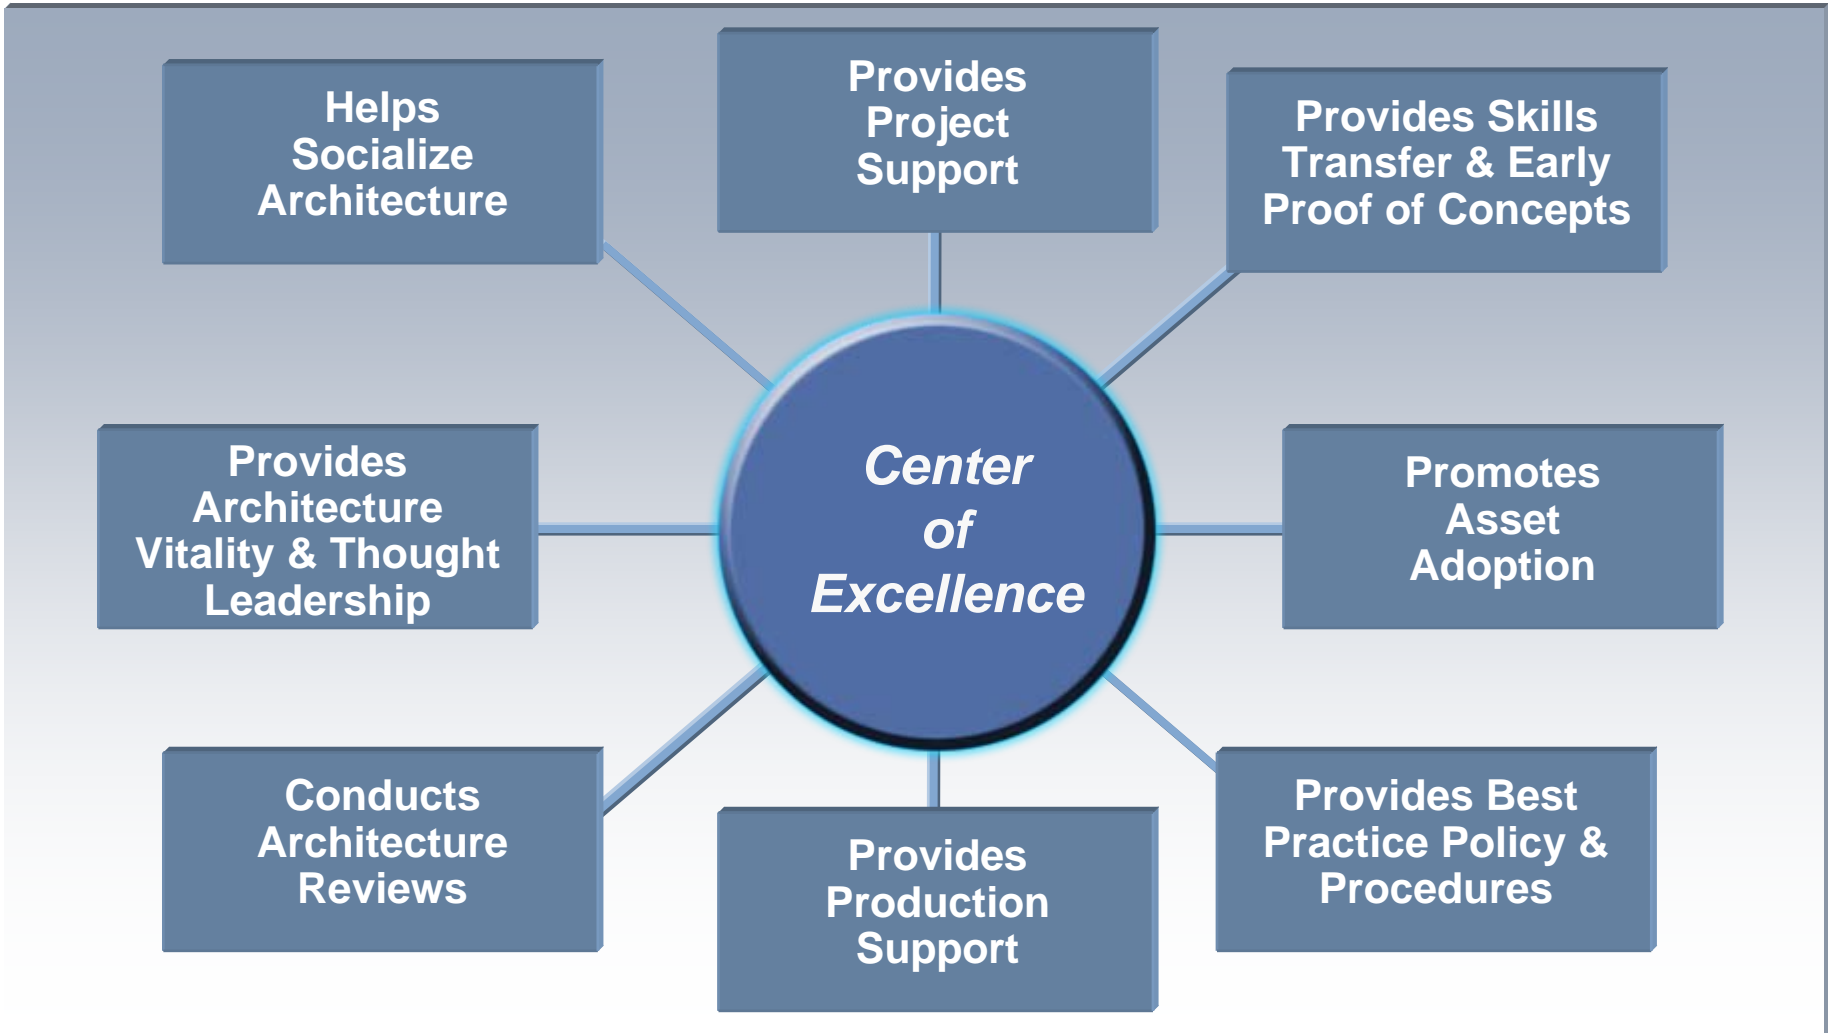 Helps
Socialize
Architecture
Provides
Project
Support
Provides Skills
Transfer & Early
Proof of Concepts
Provides
Architecture
Vitality & Thought
Leadership
Center
of
Excellence
Promotes
Asset
Adoption
Conducts
Architecture
Reviews
Provides
Production
Support
Provides Best
Practice Policy &
Procedures